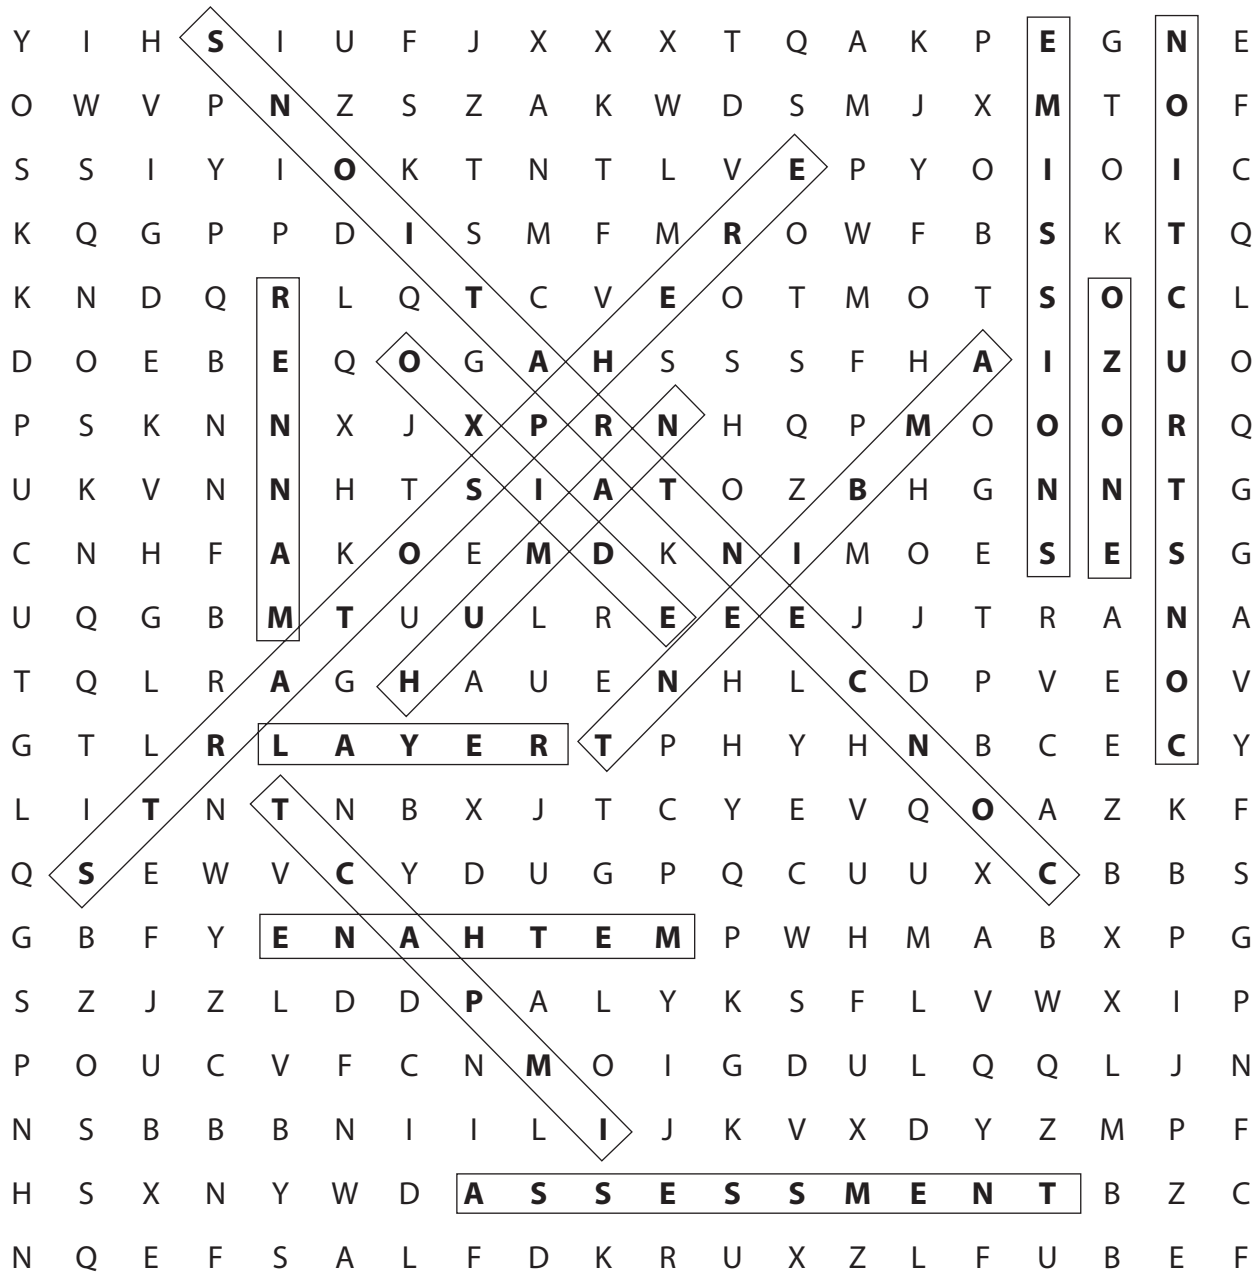 Y I H S I U F J X X X T Q A K P E G N E
O W V P N Z S Z A K W D S M J X M T O F
S S I Y I O K T N T L V E P Y O I O I C
K Q G P P D I S M F M R O W F B S K T Q
K N D Q R L Q T C V E O T M O T S O C L
D O E B E Q O G A H S S S F H A I Z U O
P S K N N X J X P R N H Q P M O O O R Q
U K V N N H T S I A T O Z B H G N N T G
C N H F A K O E M D K N I M O E S E S G
U Q G B M T U U L R E E E J J T R A N A
T Q L R A G H A U E N H L C D P V E O V
G T L R L A Y E R T P H Y H N B C E C Y
L I T N T N B X J T C Y E V Q O A Z K F
Q S E W V C Y D U G P Q C U U X C B B S
G B F Y E N A H T E M P W H M A B X P G
S Z J Z L D D P A L Y K S F L V W X I P
P O U C V F C N M O I G D U L Q Q L J N
N S B B B N I I L I J K V X D Y Z M P F
H S X N Y W D A S S E S S M E N T B Z C
N Q E F S A L F D K R U X Z L F U B E F